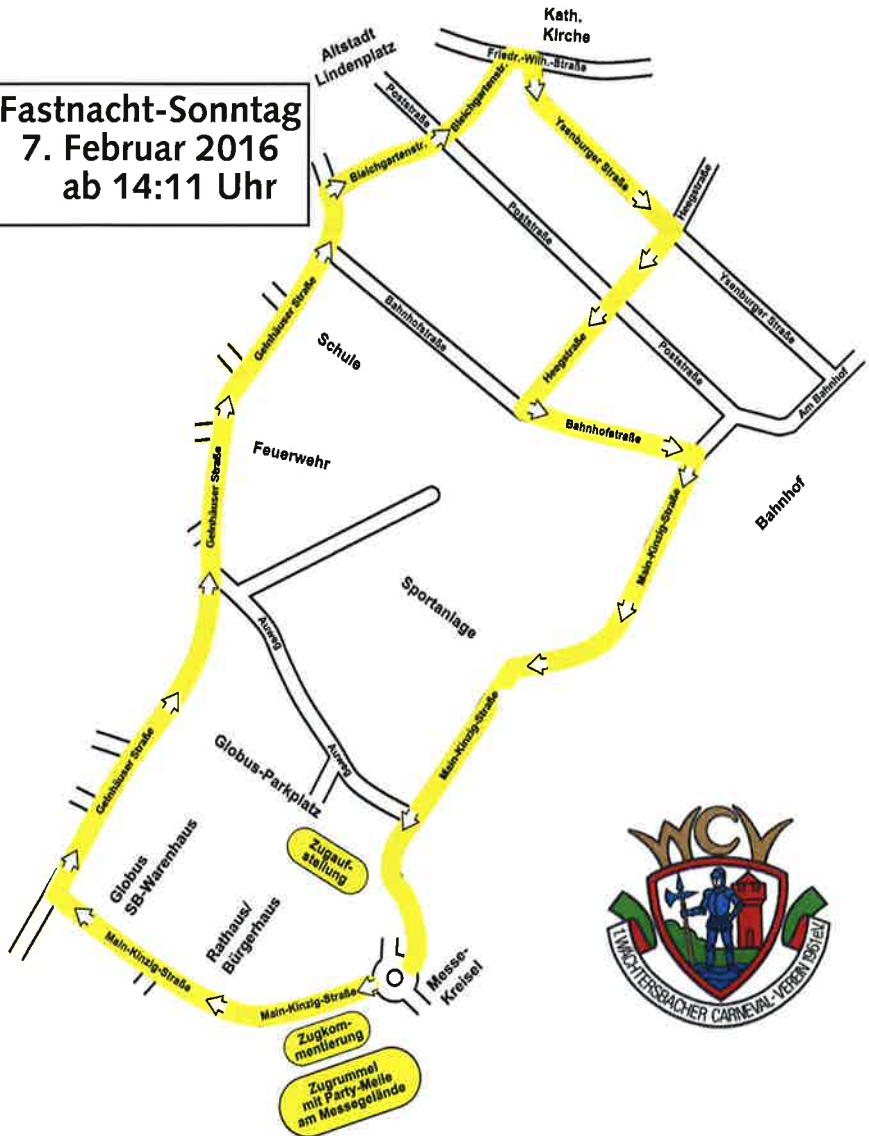 Fastnacht-Sonntag
7. Februar 2016
ab 14:11 Uhr
Kath.
Kirche
Altstadt
Lindenplatz
Friedr.-Wilh.-Straße
Poststraße
Bleichgartenstr.
Bleichgartenstr.
Ysenburger Straße
Heegstraße
Poststraße
Ysenburger Straße
Gelnhäuser Straße
Bahnhofstraße
Schule
Heegstraße
Poststraße
Am Bahnhof
Bahnhofstraße
Feuerwehr
Gelnhäuser Straße
Main-Kinzig-Straße
Bahnhof
Sportanlage
Auweg
Main-Kinzig-Straße
Gelnhäuser Straße
Globus-Parkplatz
Auweg
Zugauf-
stellung
Globus
SB-Warenhaus
Rathaus/
Bürgerhaus
Main-Kinzig-Straße
Main-Kinzig-Straße
Messe-
Kreisel
Zugkom-
mentierung
Zugrummel
mit Party-Meile
am Messegelände
WCV
1. WÄCHTERSBACHER CARNEVAL-VEREIN 1961 e.V.